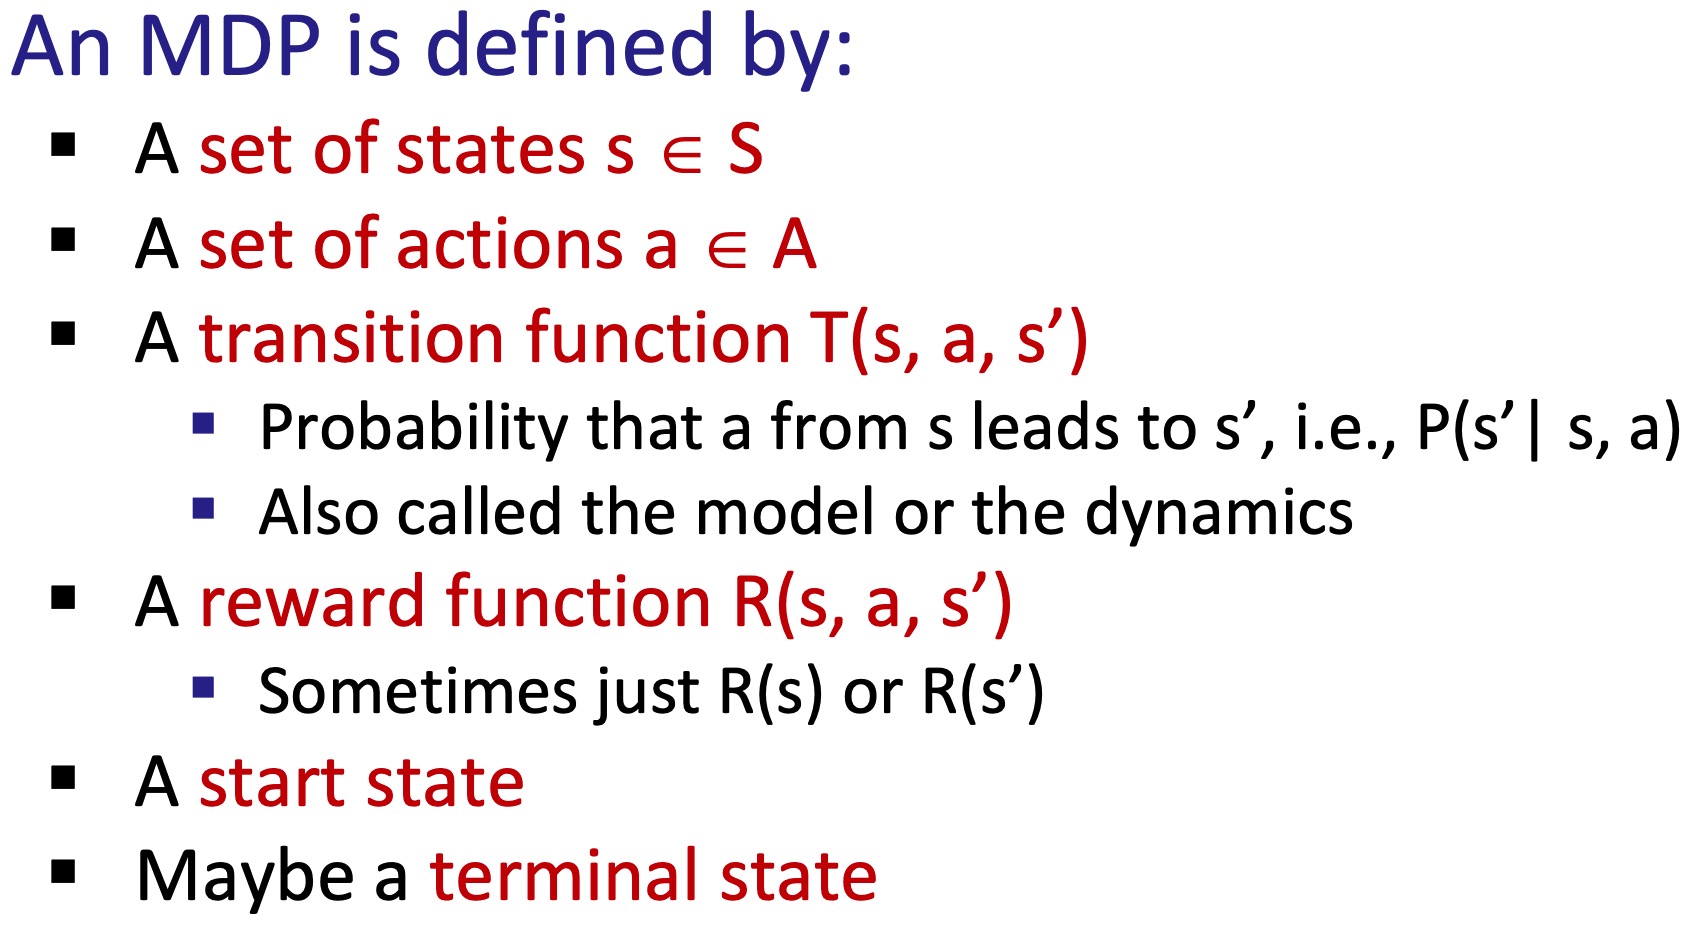 An MDP is defined by:
▪ A set of states s ∈ S
▪ A set of actions a ∈ A
▪ A transition function T(s, a, s’)
▪ Probability that a from s leads to s’, i.e., P(s’| s, a)
▪ Also called the model or the dynamics
▪ A reward function R(s, a, s’)
▪ Sometimes just R(s) or R(s’)
▪ A start state
▪ Maybe a terminal state